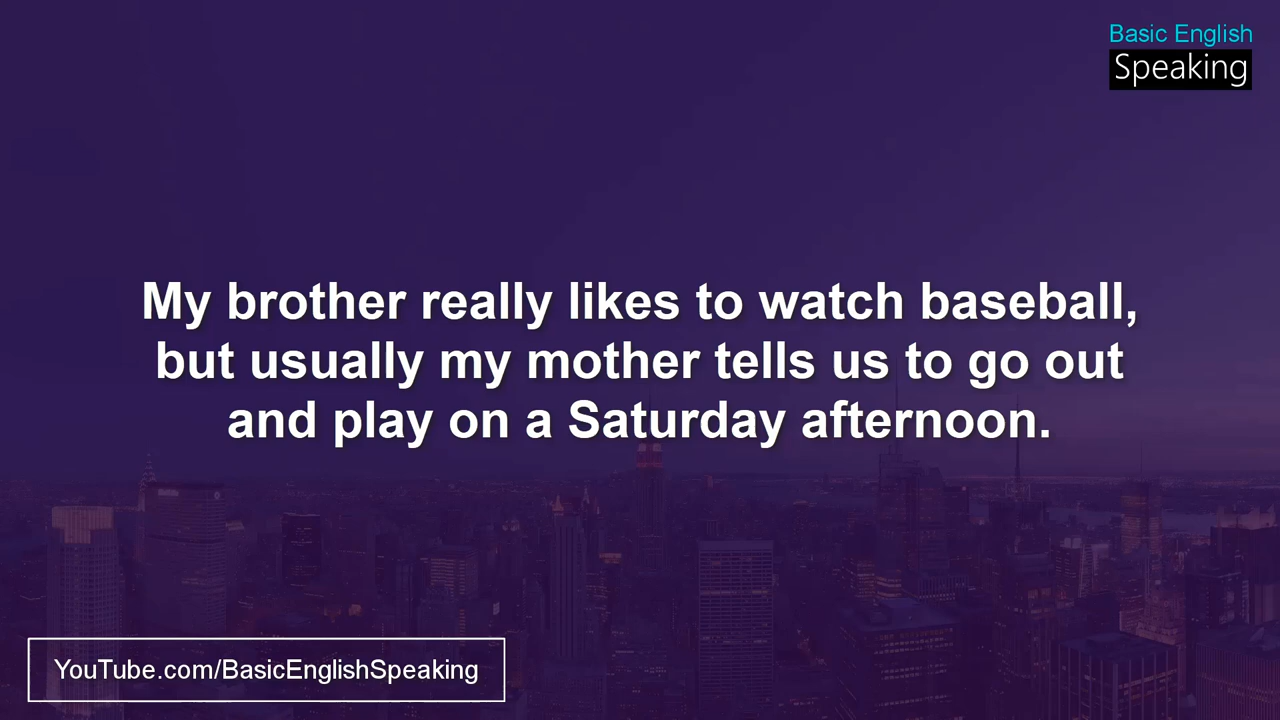 Basic English
Speaking
My brother really likes to watch baseball,
but usually my mother tells us to go out
and play on a Saturday afternoon.
YouTube.com/BasicEnglishSpeaking